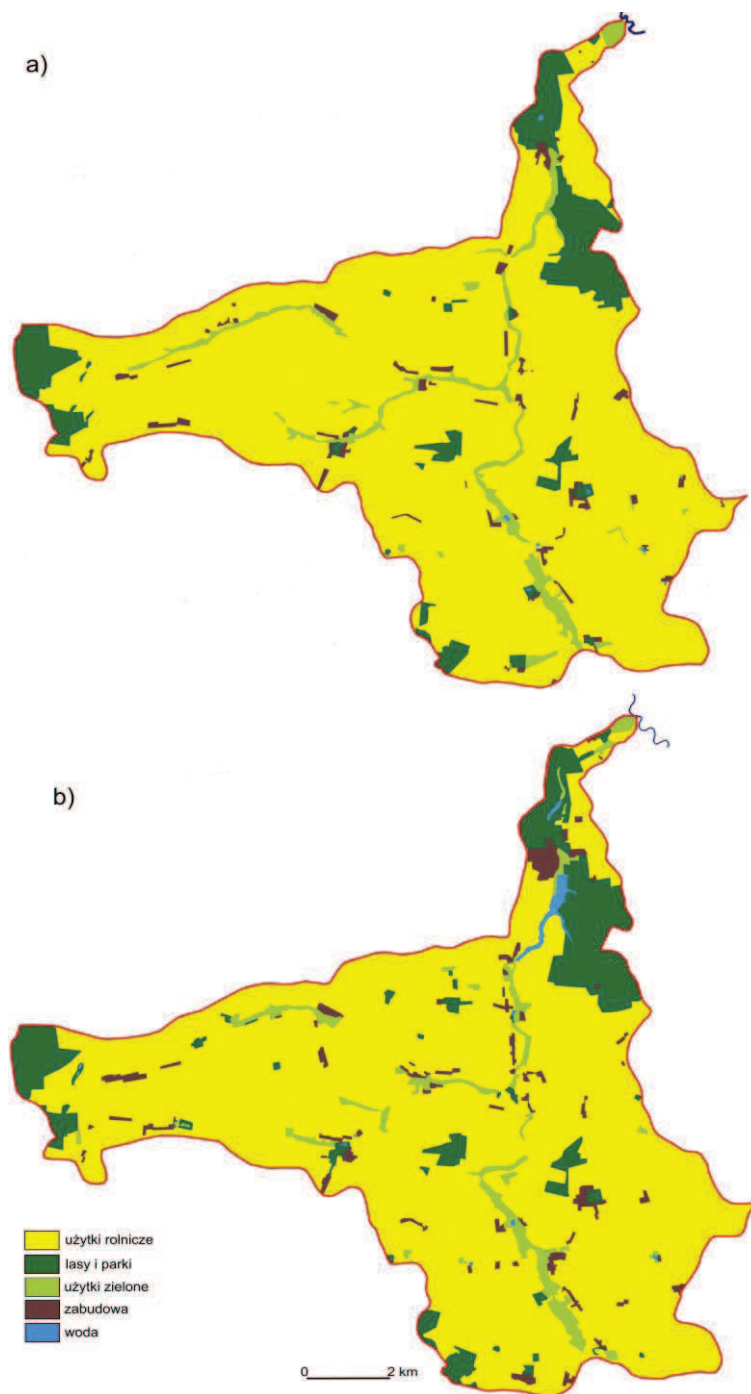 a)
b)
użytki rolnicze
lasy i parki
użytki zielone
zabudowa
woda
0 2 km